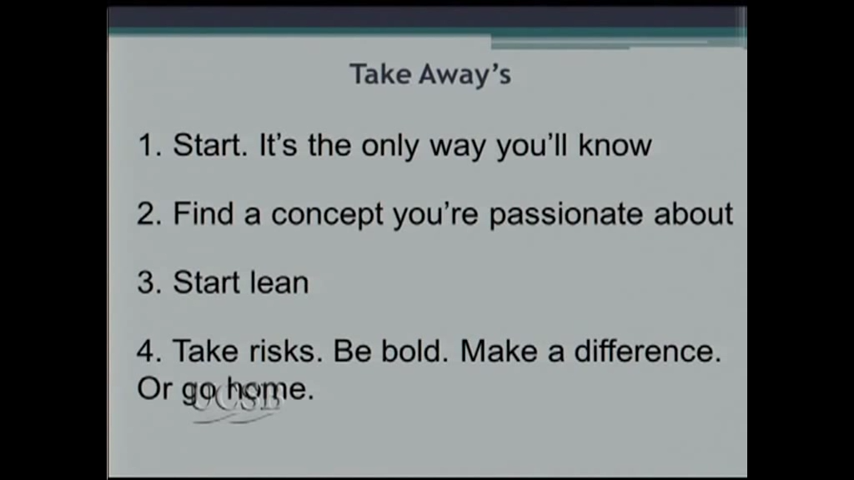 Take Away's
1. Start. It's the only way you'll know
2. Find a concept you're passionate about
3. Start lean
4. Take risks. Be bold. Make a difference.
Or go home.
UCSB